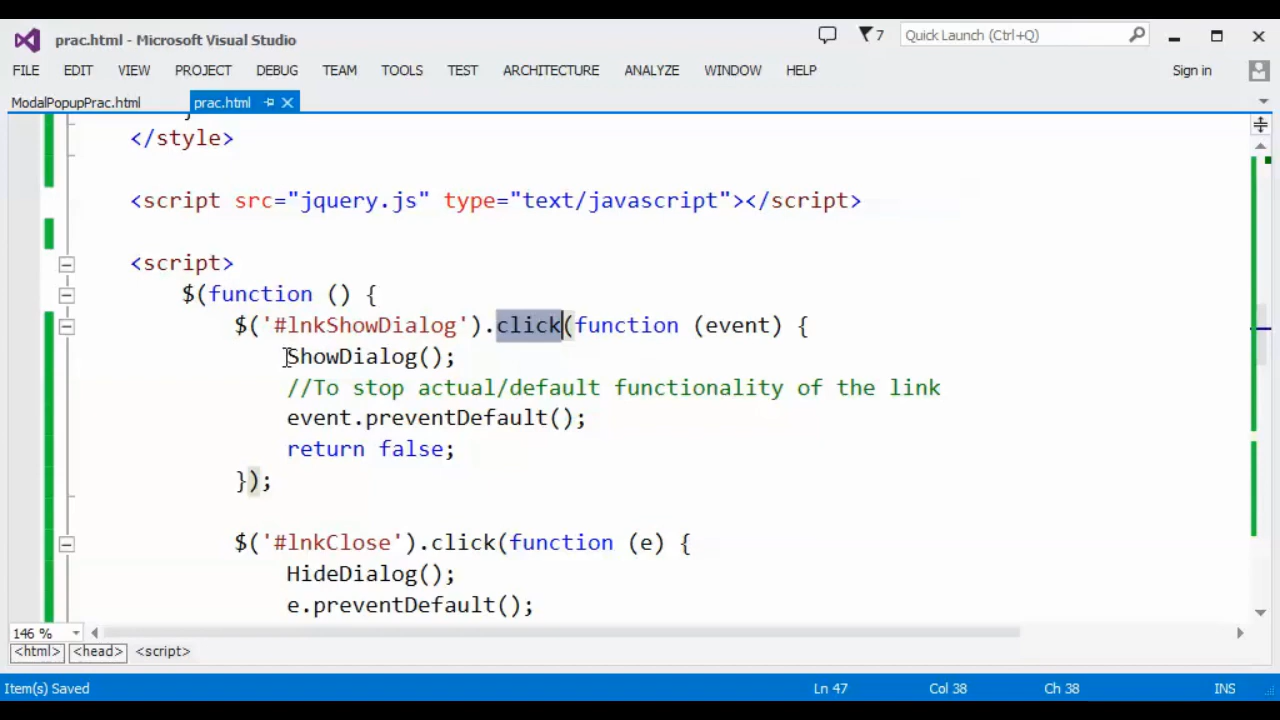 prac.html - Microsoft Visual Studio
7
Quick Launch (Ctrl+Q)
FILE EDIT VIEW PROJECT DEBUG TEAM TOOLS TEST ARCHITECTURE ANALYZE WINDOW HELP
Sign in
ModalPopupPrac.html prac.html
</style>
<script src="jquery.js" type="text/javascript"></script>
<script>
$(function () {
$('#lnkShowDialog').click(function (event) {
ShowDialog();
//To stop actual/default functionality of the link
event.preventDefault();
return false;
});
$('#lnkClose').click(function (e) {
HideDialog();
e.preventDefault();
146 %
<html> <head> <script>
Item(s) Saved
Ln 47 Col 38 Ch 38 INS